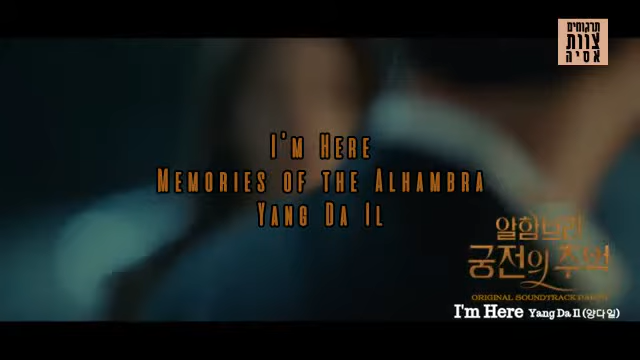 תרגומים
צוות
אסיה
I'm Here
Memories of the Alhambra
Yang Da Il
알함브라
궁전의 추억
ORIGINAL SOUNDTRACK
I'm Here Yang Da Il (양다일)